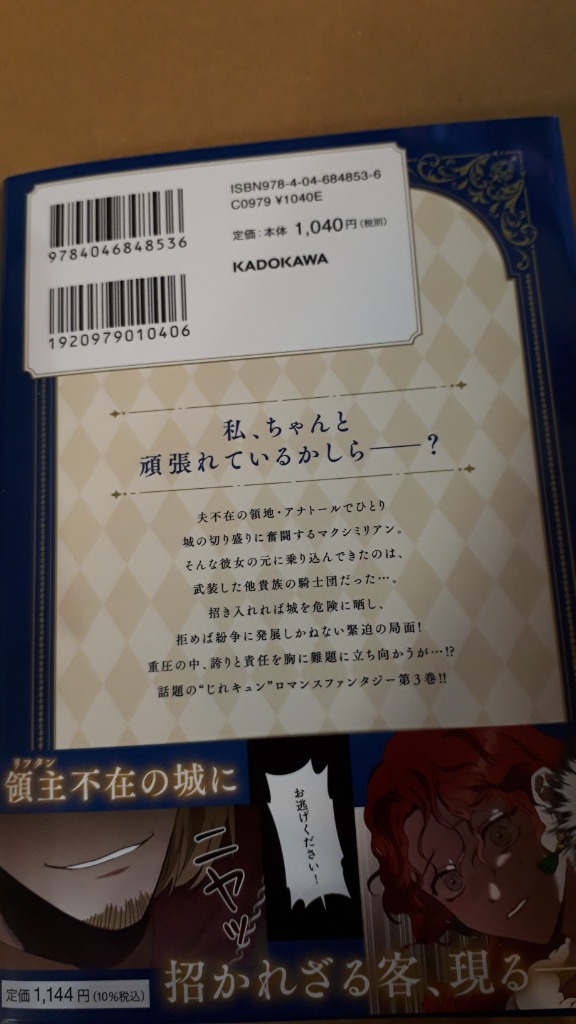 ISBN978-4-04-684853-6
C0979 ¥1040E
定価:本体 1,040円(税別)
KADOKAWA
9784046848536
1920979010406
私、ちゃんと
頑張れているかしら――?
夫不在の領地・アナトールでひとり
城の切り盛りに奮闘するマクシミリアン。
そんな彼女の元に乗り込んできたのは、
武装した他貴族の騎士団だった…。
招き入れれば城を危険に晒し、
拒めば紛争に発展しかねない緊迫の局面!
重圧の中、誇りと責任を胸に難題に立ち向かうが…!?
話題の“じれキュン”ロマンスファンタジー第3巻!!
リフタン
領主不在の城に
お逃げください!
ニヤッ
招かれざる客、現る―
定価1,144円(10%税込)